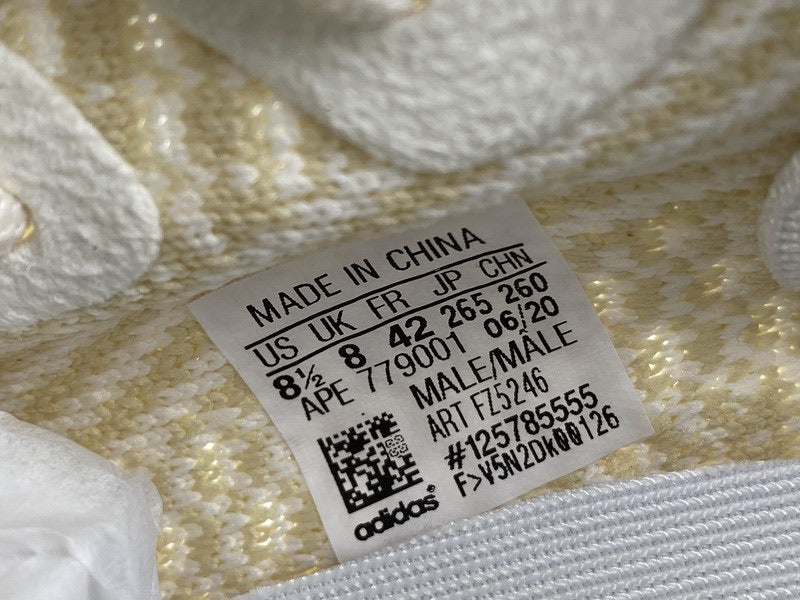 MADE IN CHINA
US UK FR JP CHN
8½ 8 42 265 260
APE 779001 06/20
MALE/MÂLE
ART FZ5246
#125785555
F>V5N2DK00126
adidas